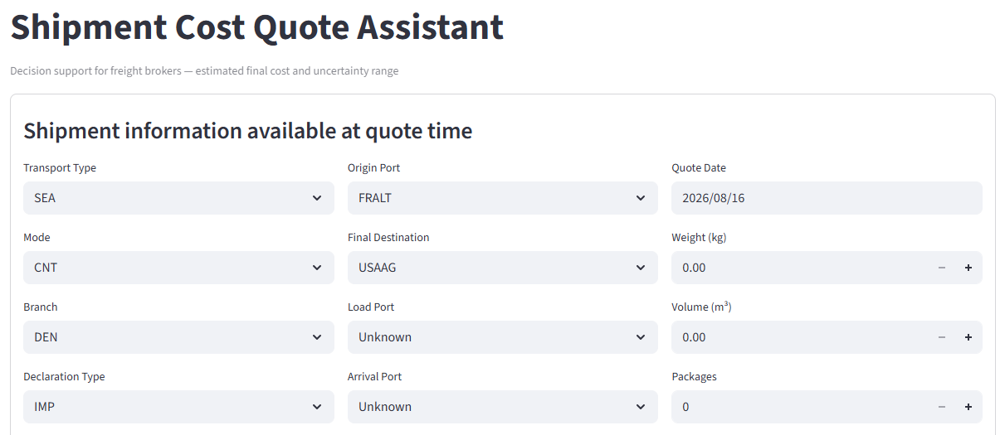 Shipment Cost Quote Assistant
Decision support for freight brokers — estimated final cost and uncertainty range
Shipment information available at quote time
Transport Type
SEA
Origin Port
FRALT
Quote Date
2026/08/16
Mode
CNT
Final Destination
USAAG
Weight (kg)
0.00
Branch
DEN
Load Port
Unknown
Volume (m³)
0.00
Declaration Type
IMP
Arrival Port
Unknown
Packages
0